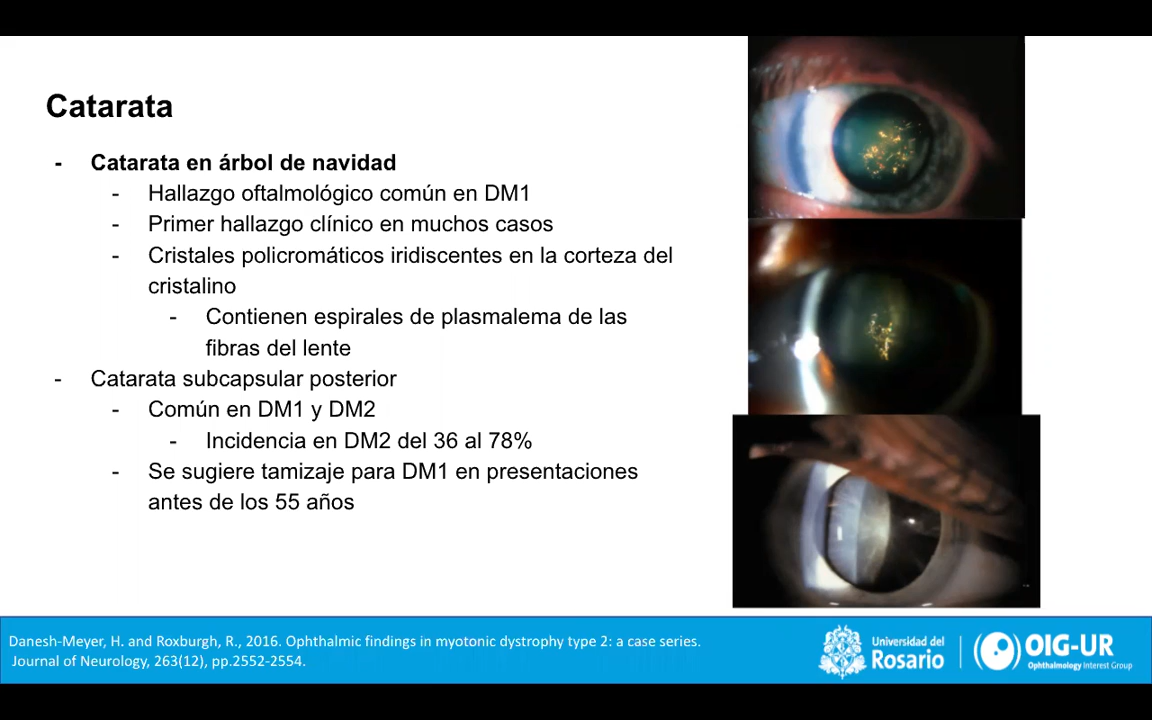 Catarata
- Catarata en árbol de navidad
- Hallazgo oftalmológico común en DM1
- Primer hallazgo clínico en muchos casos
- Cristales policromáticos iridiscentes en la corteza del
cristalino
- Contienen espirales de plasmalema de las
fibras del lente
- Catarata subcapsular posterior
- Común en DM1 y DM2
- Incidencia en DM2 del 36 al 78%
- Se sugiere tamizaje para DM1 en presentaciones
antes de los 55 años
Danesh-Meyer, H. and Roxburgh, R., 2016. Ophthalmic findings in myotonic dystrophy type 2: a case series.
Journal of Neurology, 263(12), pp.2552-2554.
Universidad del
Rosario
OIG-UR
Ophthalmology Interest Group